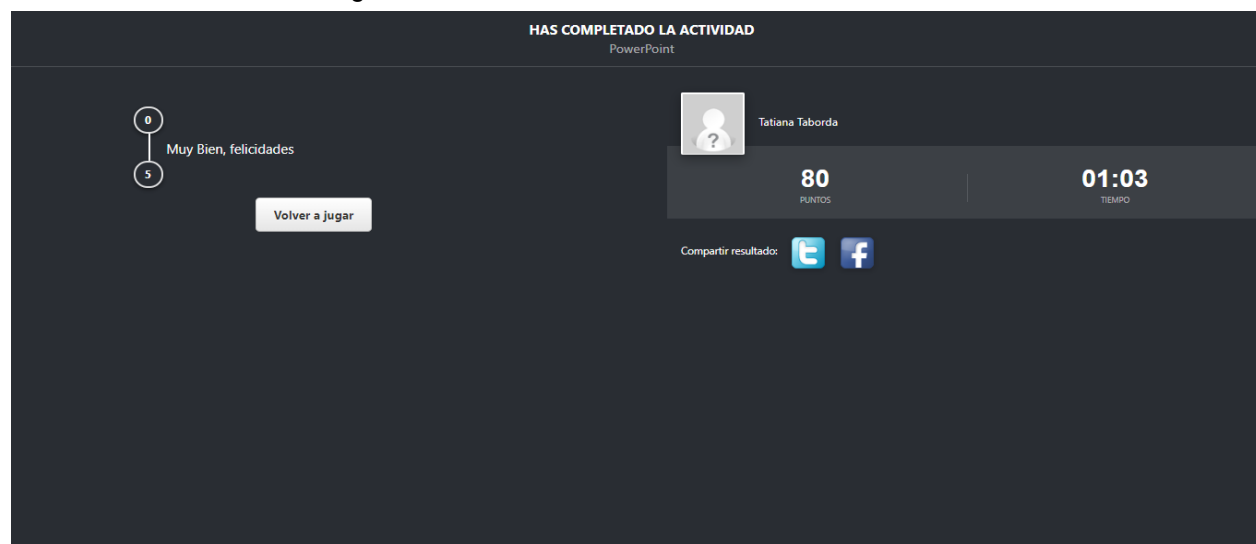 HAS COMPLETADO LA ACTIVIDAD
PowerPoint
0
Muy Bien, felicidades
5
Volver a jugar
?
Tatiana Taborda
80
PUNTOS
01:03
TIEMPO
Compartir resultado: